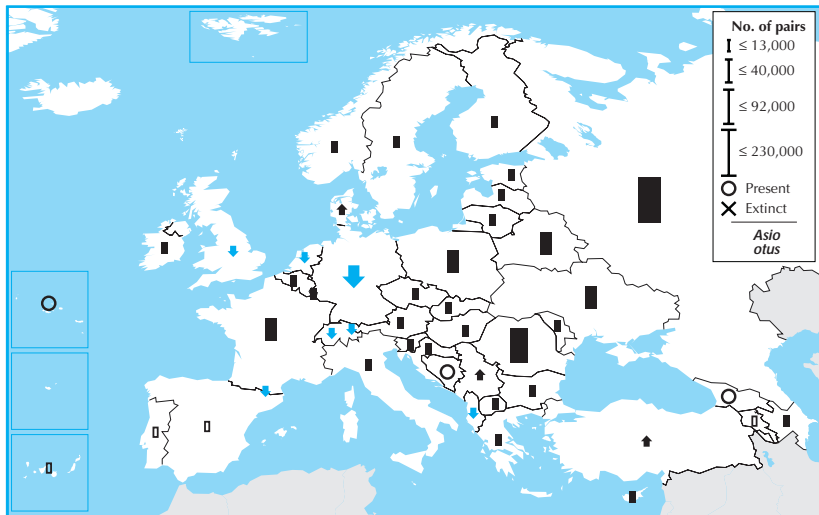 No. of pairs
≤ 13,000
≤ 40,000
≤ 92,000
≤ 230,000
Present
Extinct
Asio
otus